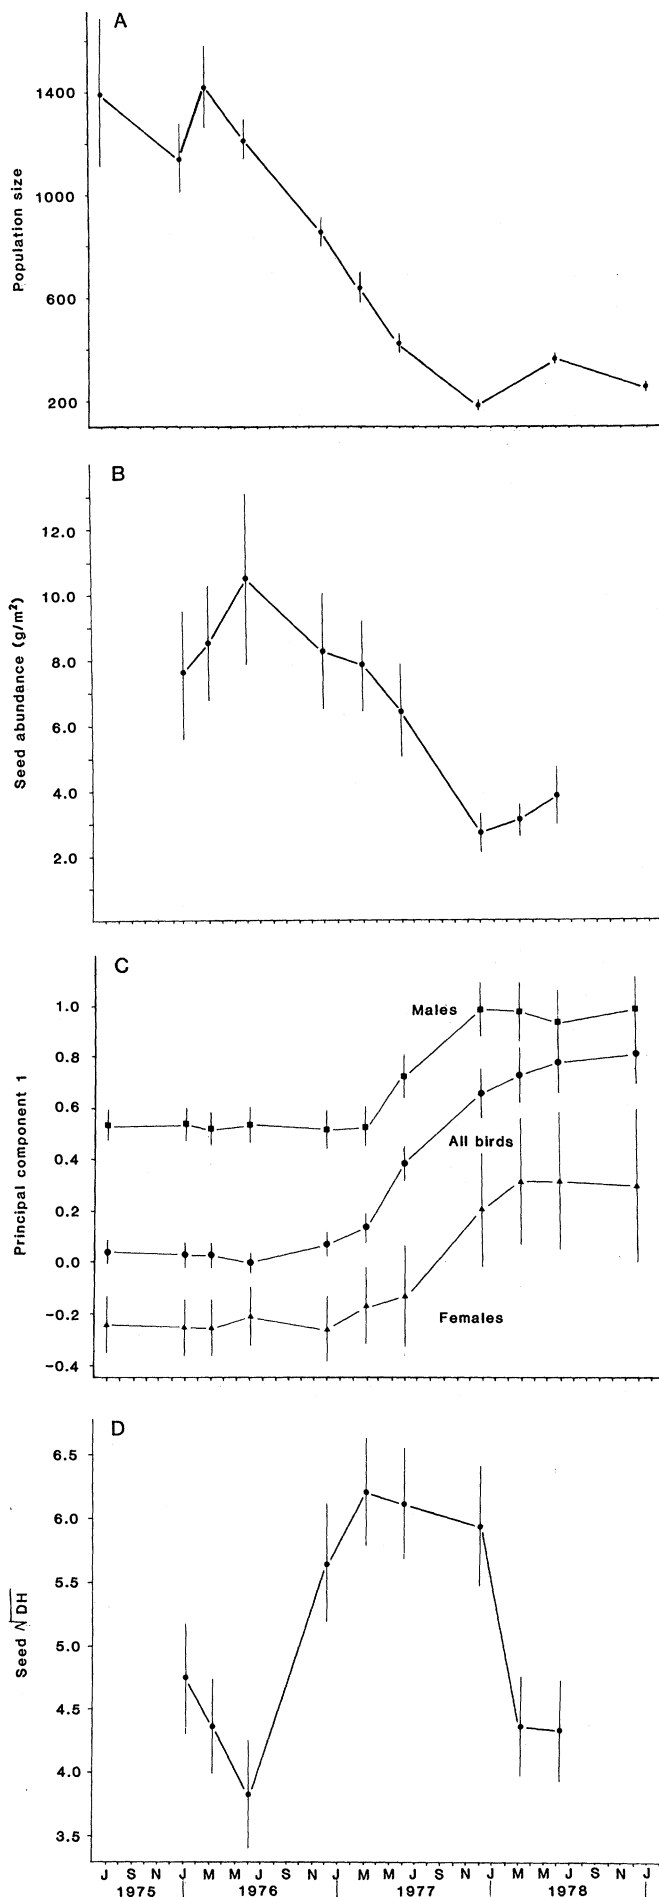 A
Population size
1400
1000
600
200
B
Seed abundance (g/m²)
12.0
10.0
8.0
6.0
4.0
2.0
C
Principal component 1
1.0
0.8
0.6
0.4
0.2
0.0
−0.2
−0.4
Males
All birds
Females
D
Seed √DH
6.5
6.0
5.5
5.0
4.5
4.0
3.5
J S N J M M J S N J M M J S N J M M J S N J
1975 1976 1977 1978